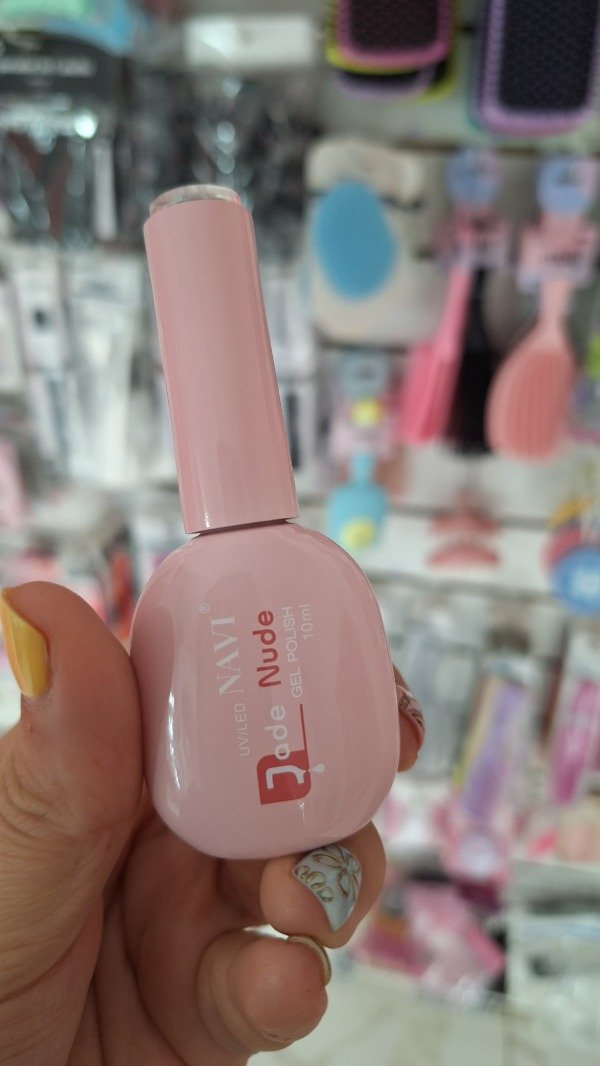 UV/LED NAVI®
Jade Nude
GEL POLISH
10ml